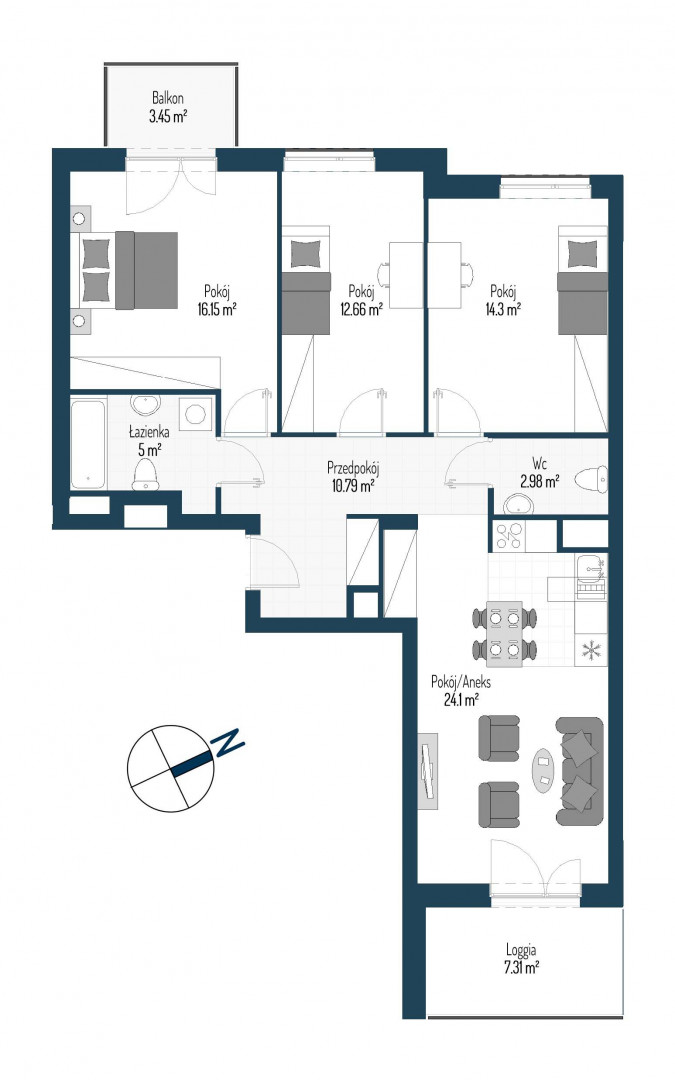 Balkon
3.45 m²
Pokój
16.15 m²
Pokój
12.66 m²
Pokój
14.3 m²
Łazienka
5 m²
Przedpokój
10.79 m²
Wc
2.98 m²
Pokój/Aneks
24.1 m²
N
Loggia
7.31 m²